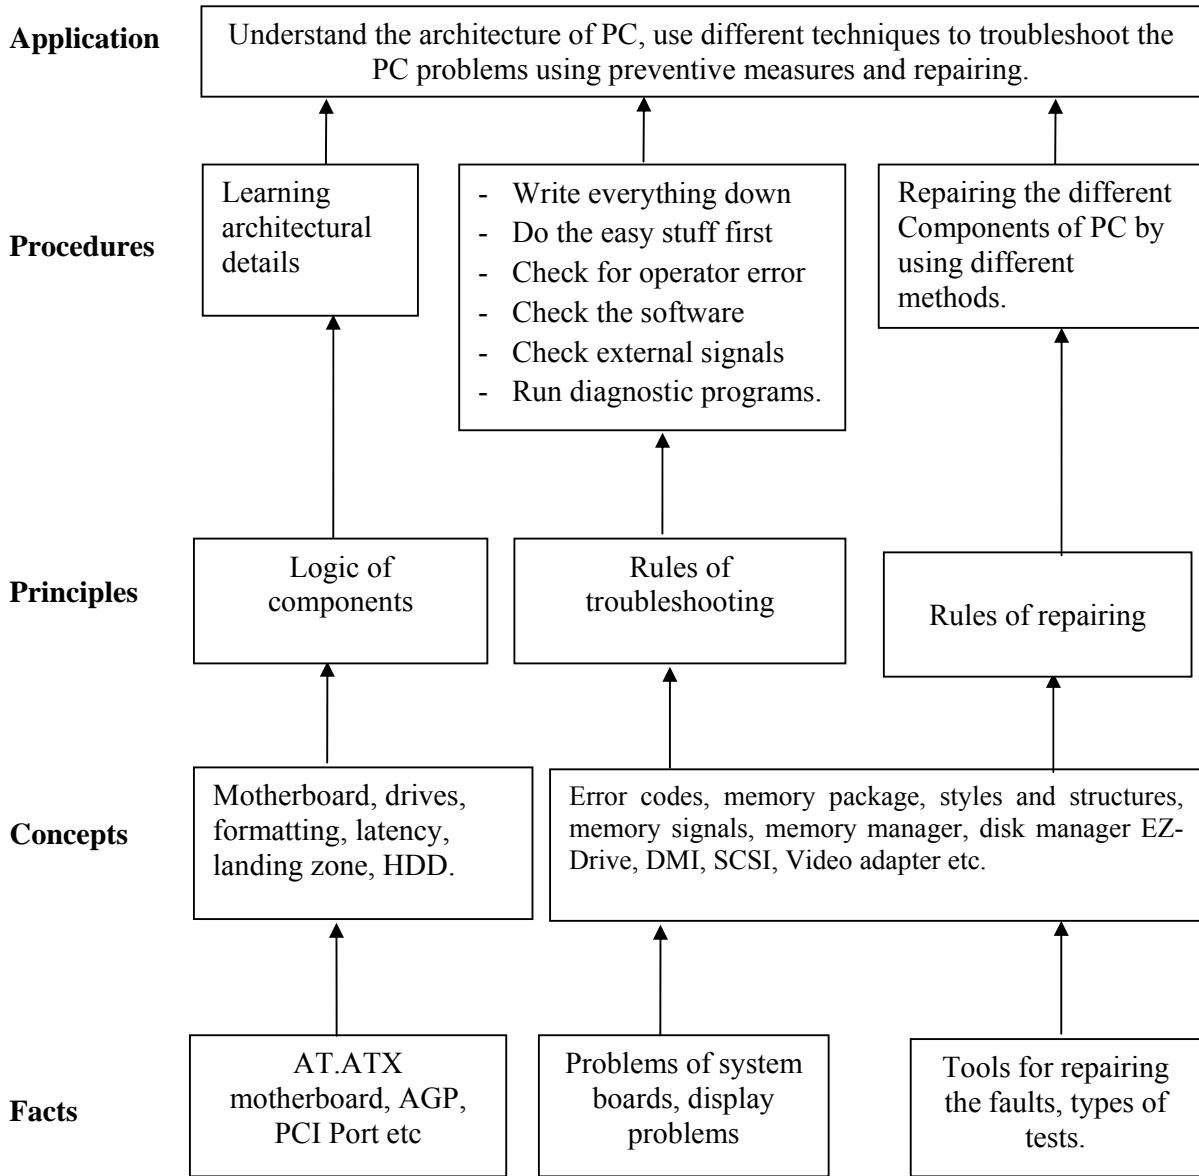 Application
Understand the architecture of PC, use different techniques to troubleshoot the
PC problems using preventive measures and repairing.
Procedures
Learning
architectural
details
- Write everything down
- Do the easy stuff first
- Check for operator error
- Check the software
- Check external signals
- Run diagnostic programs.
Repairing the different
Components of PC by
using different
methods.
Principles
Logic of
components
Rules of
troubleshooting
Rules of repairing
Concepts
Motherboard, drives,
formatting, latency,
landing zone, HDD.
Error codes, memory package, styles and structures,
memory signals, memory manager, disk manager EZ-
Drive, DMI, SCSI, Video adapter etc.
Facts
AT.ATX
motherboard, AGP,
PCI Port etc
Problems of system
boards, display
problems
Tools for repairing
the faults, types of
tests.